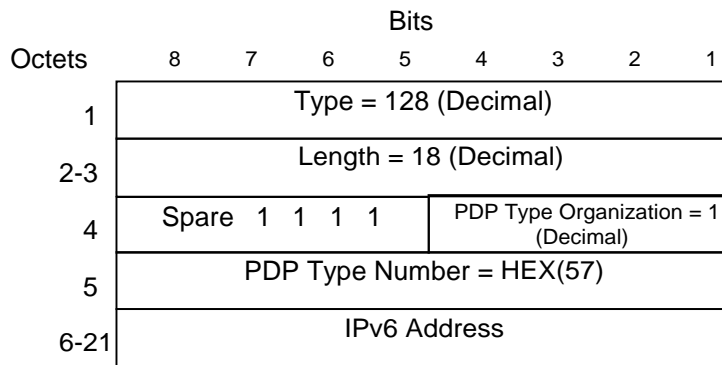 Bits
Octets 8 7 6 5 4 3 2 1
1 Type = 128 (Decimal)
2-3 Length = 18 (Decimal)
4 Spare 1 1 1 1 PDP Type Organization = 1
(Decimal)
5 PDP Type Number = HEX(57)
6-21 IPv6 Address